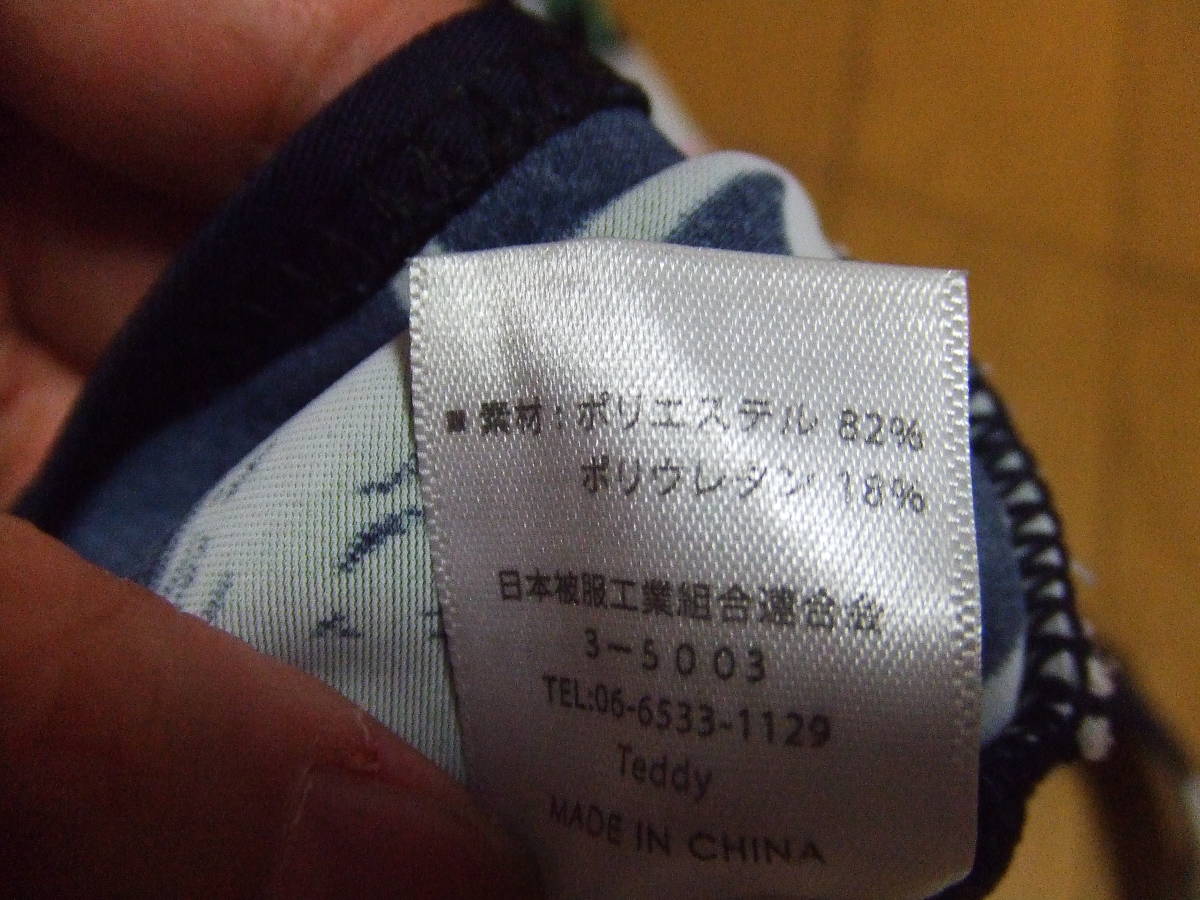 ■ 素材：ポリエステル 82%
ポリウレタン 18%
日本被服工業組合連合会
3－5003
TEL:06-6533-1129
Teddy
MADE IN CHINA